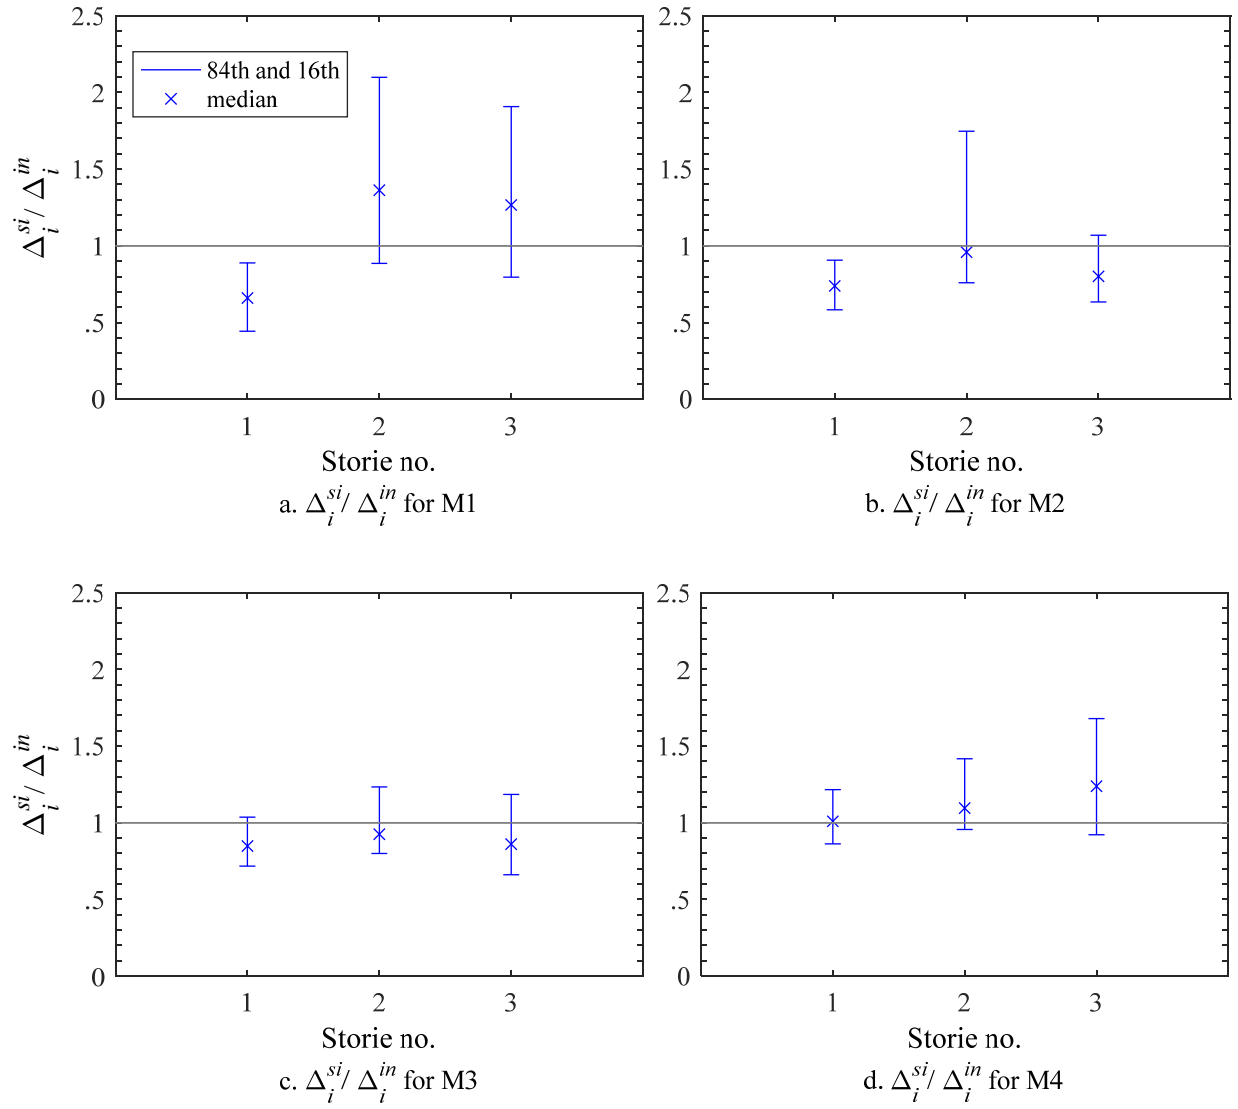 2.5
2
1.5
1
.5
0
84th and 16th
median
Δ_i^si / Δ_i^in
1 2 3
Storie no.
a. Δ_i^si / Δ_i^in for M1
2.5
2
1.5
1
.5
0
1 2 3
Storie no.
b. Δ_i^si / Δ_i^in for M2
2.5
2
1.5
1
.5
0
Δ_i^si / Δ_i^in
1 2 3
Storie no.
c. Δ_i^si / Δ_i^in for M3
2.5
2
1.5
1
.5
0
1 2 3
Storie no.
d. Δ_i^si / Δ_i^in for M4